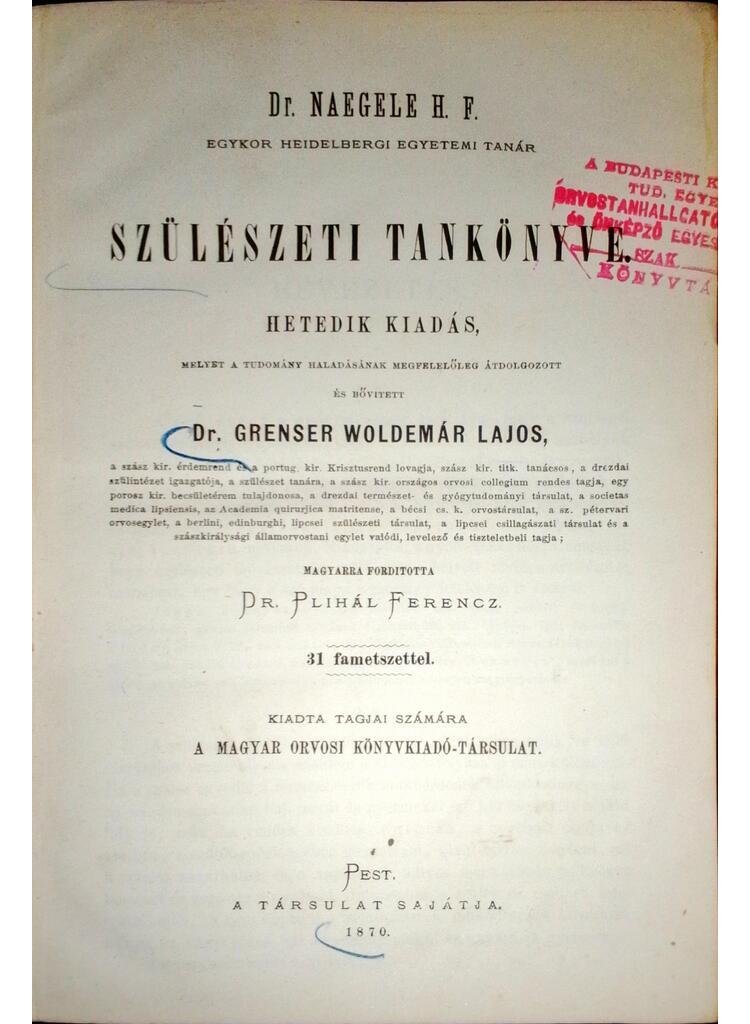 Dr. NAEGELE H. F.
EGYKOR HEIDELBERGI EGYETEMI TANÁR
A BUDAPESTI K
TUD. EGYE
ORVOSTANHALLGATÓ
és ÖNKÉPZŐ EGYES
SZAK
KÖNYVTÁ
SZÜLÉSZETI TANKÖNYVE.
HETEDIK KIADÁS,
MELYET A TUDOMÁNY HALADÁSÁNAK MEGFELELŐLEG ÁTDOLGOZOTT
ÉS BŐVITETT
Dr. GRENSER WOLDEMÁR LAJOS,
a szász kir. érdemrend és a portug. kir. Krisztusrend lovagja, szász kir. titk. tanácsos, a drezdai
szülintézet igazgatója, a szülészet tanára, a szász kir. országos orvosi collegium rendes tagja, egy
porosz kir. becsületérem tulajdonosa, a drezdai természet- és gyógytudományi társulat, a societas
medica lipsiensis, az Academia quirurjica matritense, a bécsi cs. k. orvostársulat, a sz. pétervari
orvosegylet, a berlini, edinburghi, lipcsei szülészeti társulat, a lipcsei csillagászati társulat és a
szászkirálysági államorvostani egylet valódi, levelező és tiszteletbeli tagja;
MAGYARRA FORDITOTTA
DR. PLIHÁL FERENCZ.
31 fametszettel.
KIADTA TAGJAI SZÁMÁRA
A MAGYAR ORVOSI KÖNYVKIADÓ-TÁRSULAT.
PEST.
A TÁRSULAT SAJÁTJA.
1870.